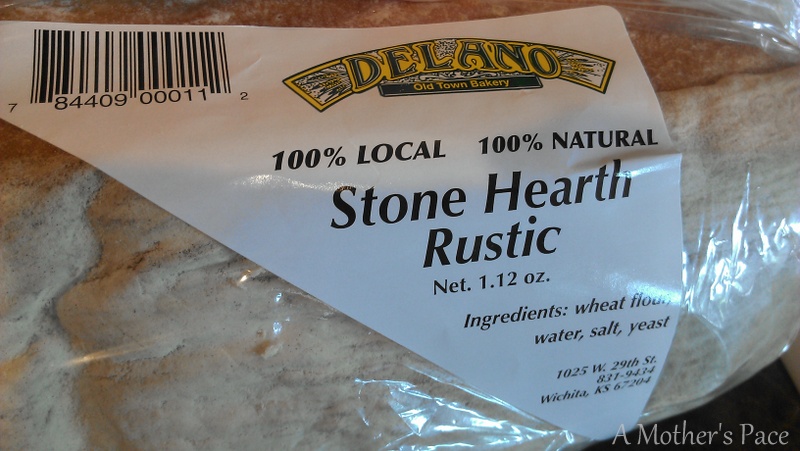 7 84409 00011 2
DELANO
Old Town Bakery
100% LOCAL 100% NATURAL
Stone Hearth
Rustic
Net. 1.12 oz.
Ingredients: wheat flour,
water, salt, yeast
1025 W. 29th St.
831-9434
Wichita, KS 67204
A Mother's Pace